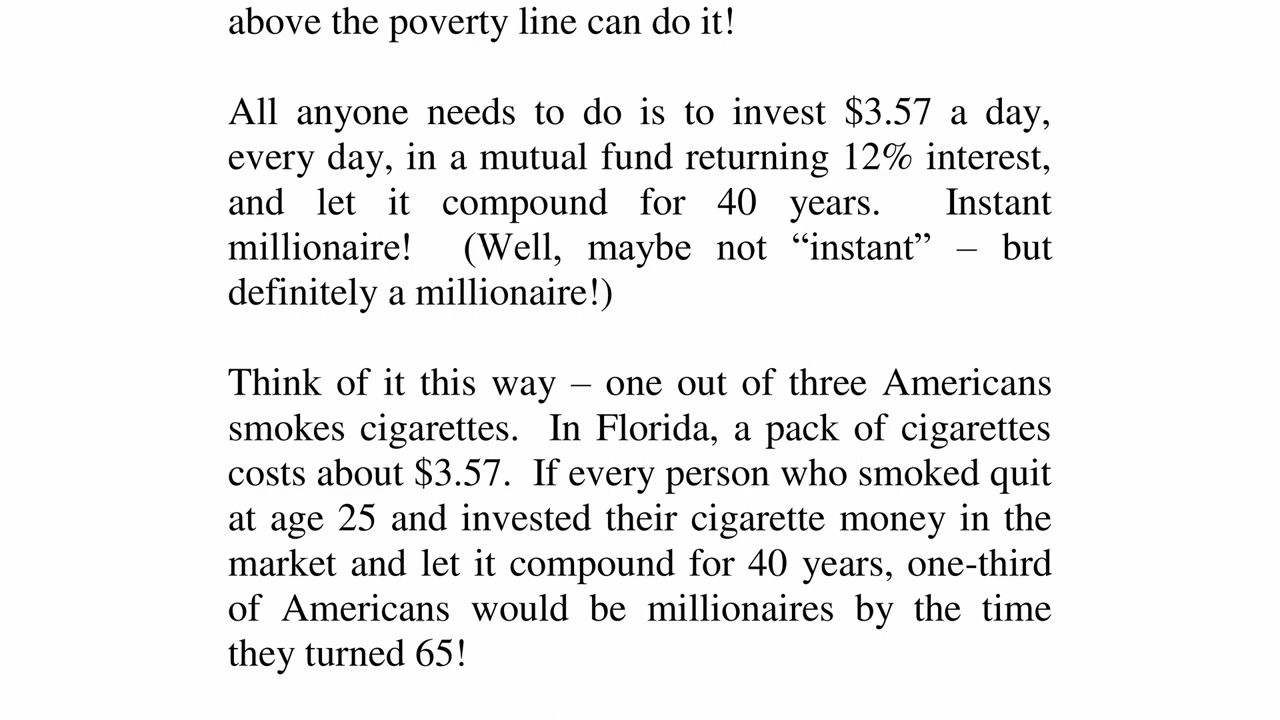 above the poverty line can do it!
All anyone needs to do is to invest $3.57 a day,
every day, in a mutual fund returning 12% interest,
and let it compound for 40 years. Instant
millionaire! (Well, maybe not “instant” – but
definitely a millionaire!)
Think of it this way – one out of three Americans
smokes cigarettes. In Florida, a pack of cigarettes
costs about $3.57. If every person who smoked quit
at age 25 and invested their cigarette money in the
market and let it compound for 40 years, one-third
of Americans would be millionaires by the time
they turned 65!